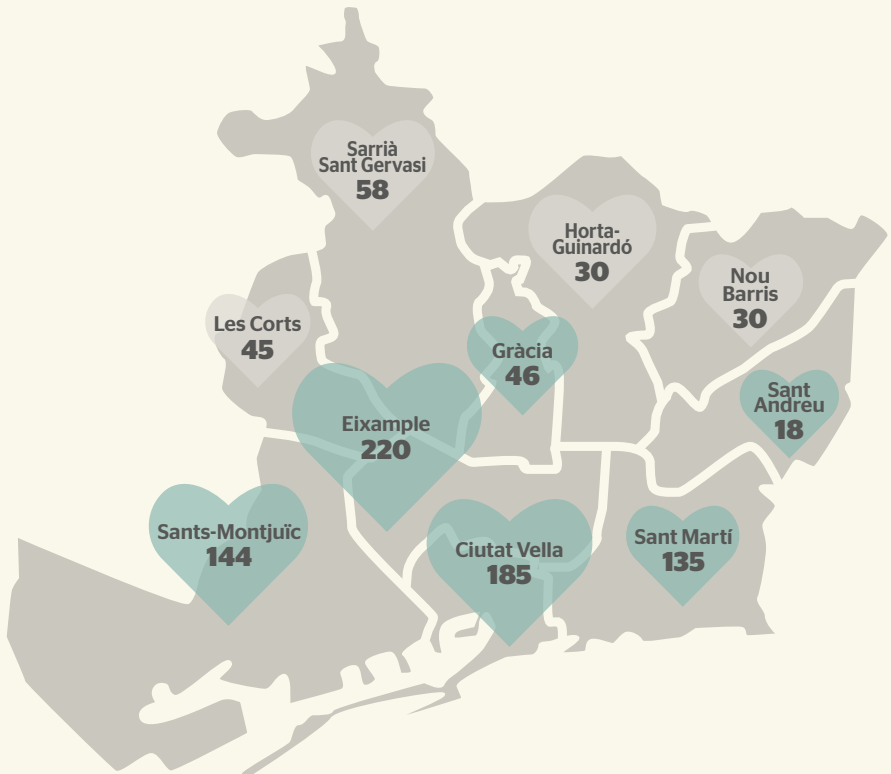 Sarrià
Sant Gervasi
58
Horta-
Guinardó
30
Nou
Barris
30
Les Corts
45
Gràcia
46
Sant
Andreu
18
Eixample
220
Sants-Montjuïc
144
Ciutat Vella
185
Sant Martí
135